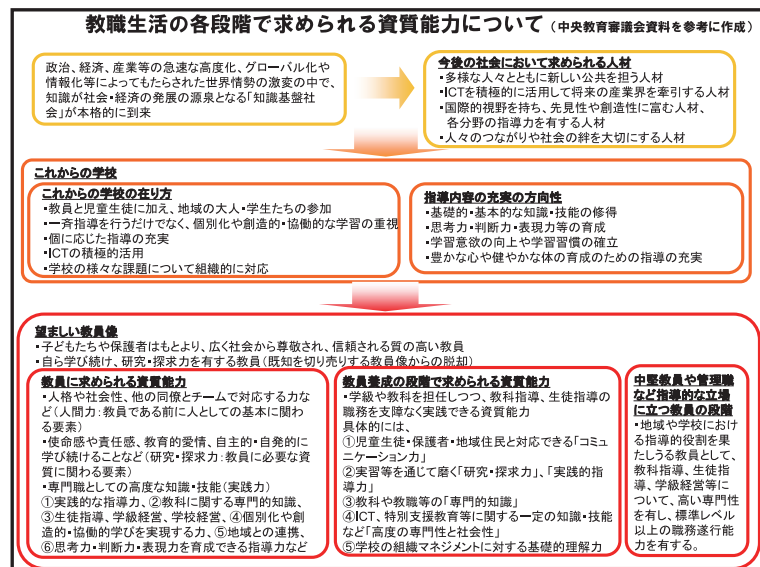 教職生活の各段階で求められる資質能力について（中央教育審議会資料を参考に作成）
政治、経済、産業等の急速な高度化、グローバル化や
情報化等によってもたらされた世界情勢の激変の中で、
知識が社会・経済の発展の源泉となる「知識基盤社
会」が本格的に到来
今後の社会において求められる人材
・多様な人々とともに新しい公共を担う人材
・ICTを積極的に活用して将来の産業界を牽引する人材
・国際的視野を持ち、先見性や創造性に富む人材、
各分野の指導力を有する人材
・人々のつながりや社会の絆を大切にする人材
これからの学校
これからの学校の在り方
・教員と児童生徒に加え、地域の大人・学生たちの参加
・一斉指導を行うだけでなく、個別化や創造的・協働的な学習の重視
・個に応じた指導の充実
・ICTの積極的活用
・学校の様々な課題について組織的に対応
指導内容の充実の方向性
・基礎的・基本的な知識・技能の修得
・思考力・判断力・表現力等の育成
・学習意欲の向上や学習習慣の確立
・豊かな心や健やかな体の育成のための指導の充実
望ましい教員像
・子どもたちや保護者はもとより、広く社会から尊敬され、信頼される質の高い教員
・自ら学び続け、研究・探求力を有する教員（既知を切り売りする教員像からの脱却）
教員に求められる資質能力
・人格や社会性、他の同僚とチームで対応する力な
ど（人間力：教員である前に人としての基本に関わ
る要素）
・使命感や責任感、教育的愛情、自主的・自発的に
学び続けることなど（研究・探求力：教員に必要な資
質に関わる要素）
・専門職としての高度な知識・技能（実践力）
①実践的な指導力、②教科に関する専門的知識、
③生徒指導、学級経営、学校経営、④個別化や創
造的・協働的学びを実現する力、⑤地域との連携、
⑥思考力・判断力・表現力を育成できる指導力など
教員養成の段階で求められる資質能力
・学級や教科を担任しつつ、教科指導、生徒指導の
職務を支障なく実践できる資質能力
具体的には、
①児童生徒・保護者・地域住民と対応できる「コミュ
ニケーション力」
②実習等を通じて磨く「研究・探求力」、「実践的指
導力」
③教科や教職等の「専門的知識」
④ICT、特別支援教育等に関する一定の知識・技能
など「高度の専門性と社会性」
⑤学校の組織マネジメントに対する基礎的理解力
中堅教員や管理職
など指導的な立場
に立つ教員の段階
・地域や学校におけ
る指導的役割を果
たしうる教員として、
教科指導、生徒指
導、学級経営等に
ついて、高い専門性
を有し、標準レベル
以上の職務遂行能
力を有する。